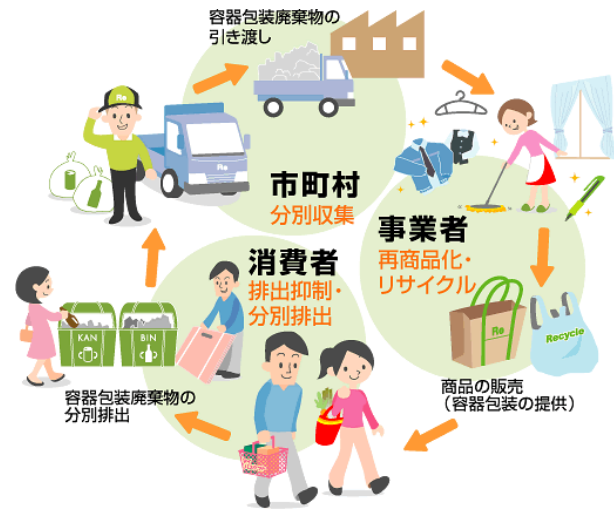 容器包装廃棄物の
引き渡し
Re
Re
市町村
分別収集
事業者
再商品化・
リサイクル
消費者
排出抑制・
分別排出
KAN
BIN
Re
Recycle
容器包装廃棄物の
分別排出
商品の販売
（容器包装の提供）